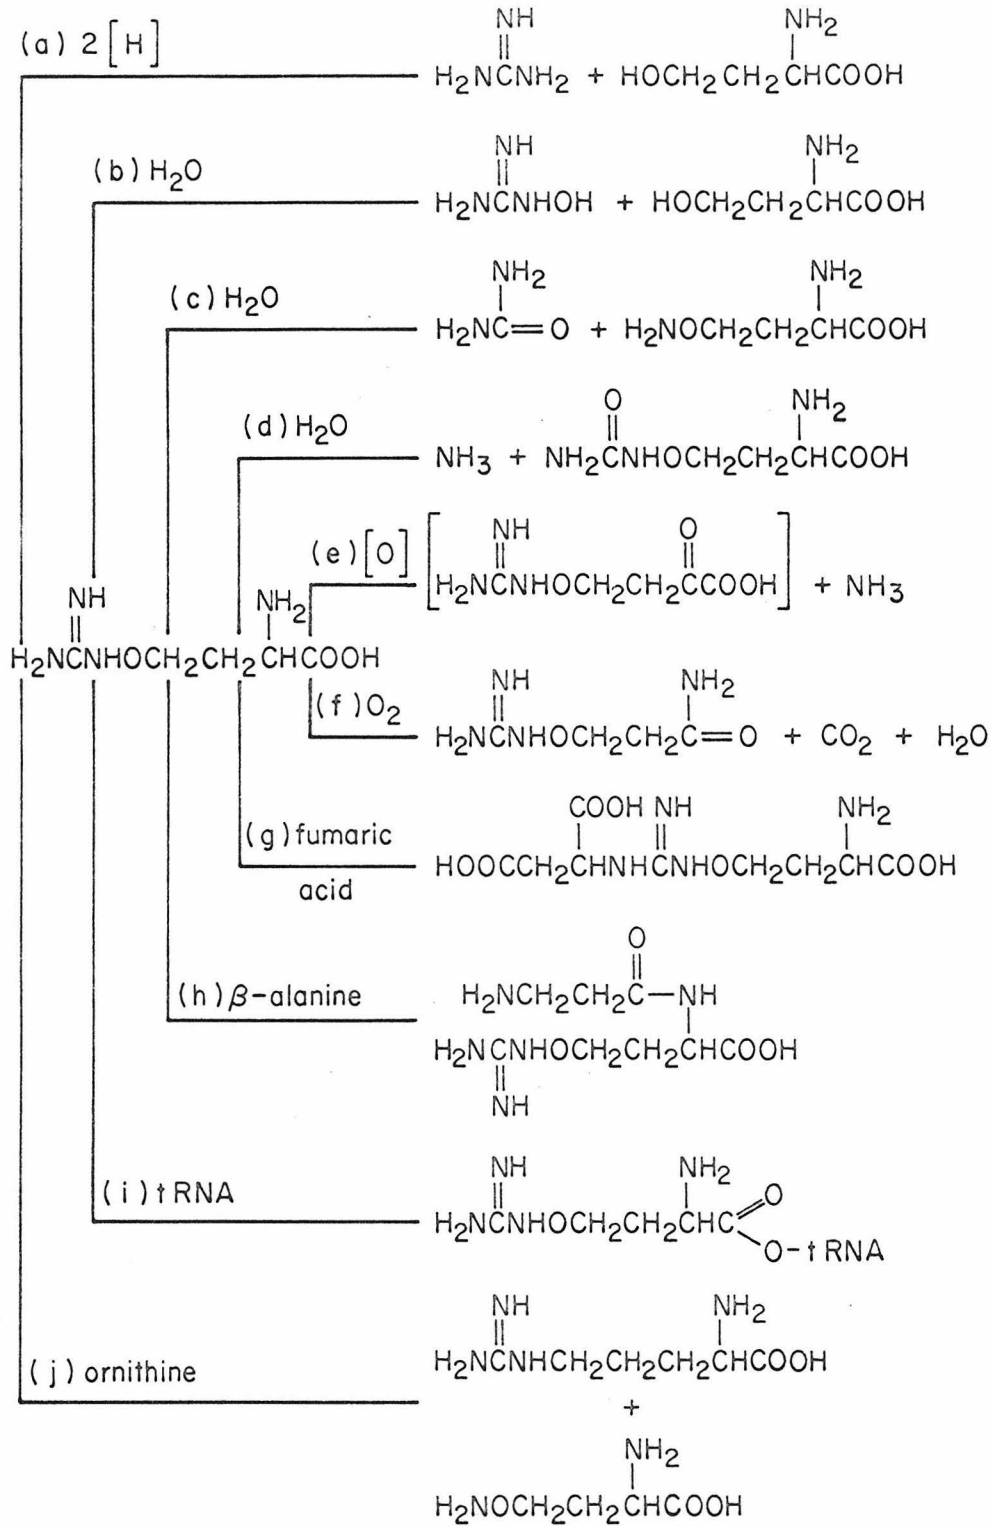 NH NH₂
(a) 2[H]
H₂NCNH₂ + HOCH₂CH₂CHCOOH
NH NH₂
(b) H₂O
H₂NCNHOH + HOCH₂CH₂CHCOOH
NH₂ NH₂
(c) H₂O
H₂NC=O + H₂NOCH₂CH₂CHCOOH
O NH₂
(d) H₂O
NH₃ + NH₂CNHOCH₂CH₂CHCOOH
NH O
(e) [O]
[H₂NCNHOCH₂CH₂CCOOH] + NH₃
NH NH₂
H₂NCNHOCH₂CH₂CHCOOH
NH NH₂
(f) O₂
H₂NCNHOCH₂CH₂C=O + CO₂ + H₂O
COOH NH NH₂
(g) fumaric
acid
HOOCCH₂CHNHCNHOCH₂CH₂CHCOOH
O
(h) β-alanine
H₂NCH₂CH₂C—NH
H₂NCNHOCH₂CH₂CHCOOH
NH
NH NH₂
(i) tRNA
H₂NCNHOCH₂CH₂CHC
O
O-tRNA
NH NH₂
(j) ornithine
H₂NCNHCH₂CH₂CH₂CHCOOH
+
NH₂
H₂NOCH₂CH₂CHCOOH